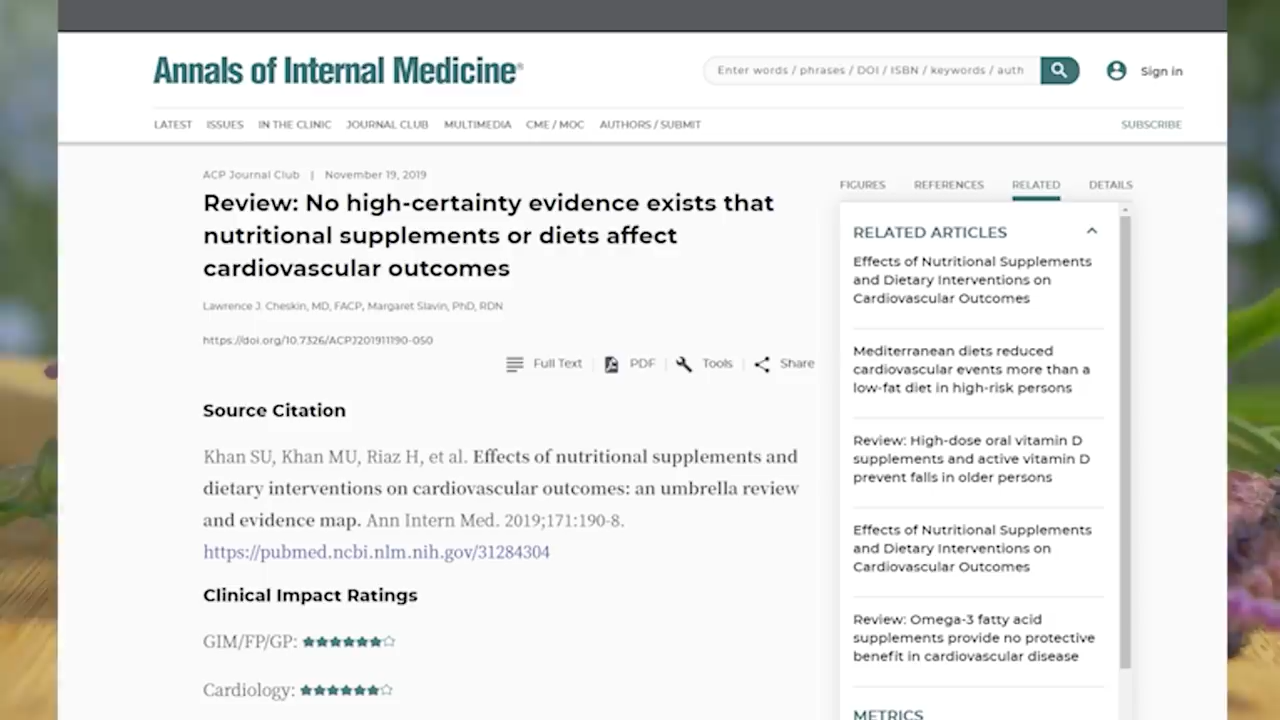 Annals of Internal Medicine®
Enter words / phrases / DOI / ISBN / keywords / auth
Sign in
LATEST ISSUES IN THE CLINIC JOURNAL CLUB MULTIMEDIA CME / MOC AUTHORS / SUBMIT SUBSCRIBE
ACP Journal Club | November 19, 2019
Review: No high-certainty evidence exists that
nutritional supplements or diets affect
cardiovascular outcomes
Lawrence J. Cheskin, MD, FACP, Margaret Slavin, PhD, RDN
https://doi.org/10.7326/ACPJ201911190-050
Full Text | PDF | Tools | Share
Source Citation
Khan SU, Khan MU, Riaz H, et al. Effects of nutritional supplements and
dietary interventions on cardiovascular outcomes: an umbrella review
and evidence map. Ann Intern Med. 2019;171:190-8.
https://pubmed.ncbi.nlm.nih.gov/31284304
Clinical Impact Ratings
GIM/FP/GP: ★★★★★★☆
Cardiology: ★★★★★★☆
FIGURES REFERENCES RELATED DETAILS
RELATED ARTICLES
Effects of Nutritional Supplements
and Dietary Interventions on
Cardiovascular Outcomes
Mediterranean diets reduced
cardiovascular events more than a
low-fat diet in high-risk persons
Review: High-dose oral vitamin D
supplements and active vitamin D
prevent falls in older persons
Effects of Nutritional Supplements
and Dietary Interventions on
Cardiovascular Outcomes
Review: Omega-3 fatty acid
supplements provide no protective
benefit in cardiovascular disease
METRICS